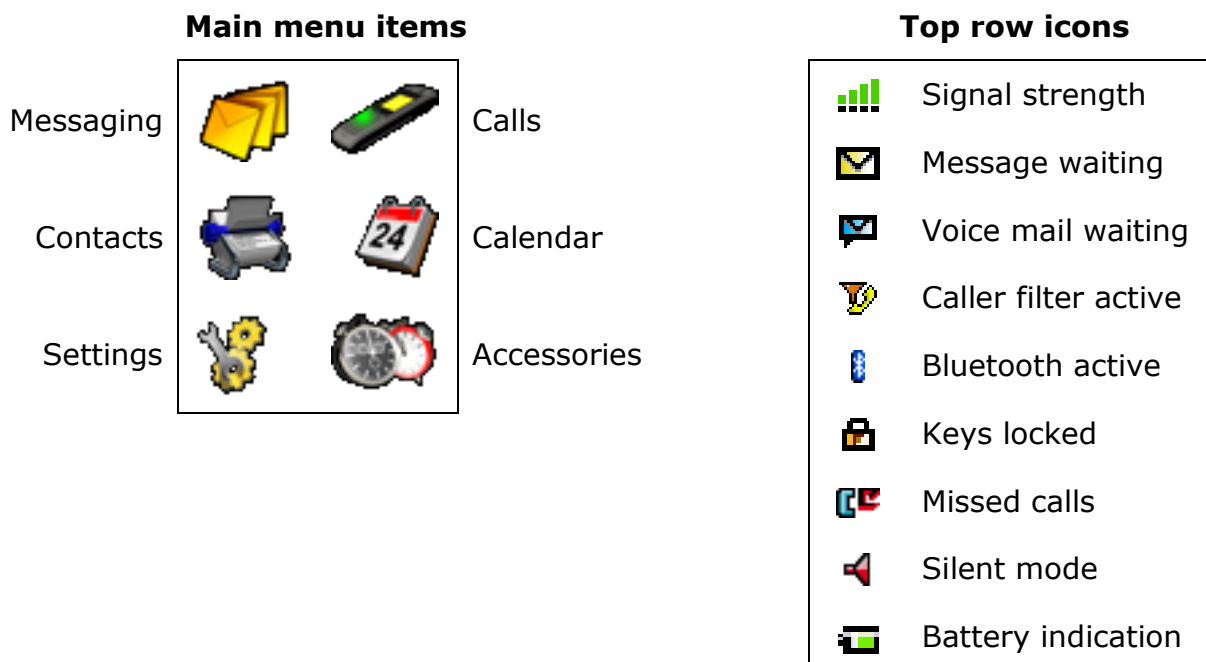 Main menu items
Messaging
Calls
Contacts
24
Calendar
Settings
Accessories
Top row icons
Signal strength
Message waiting
Voice mail waiting
Caller filter active
Bluetooth active
Keys locked
Missed calls
Silent mode
Battery indication